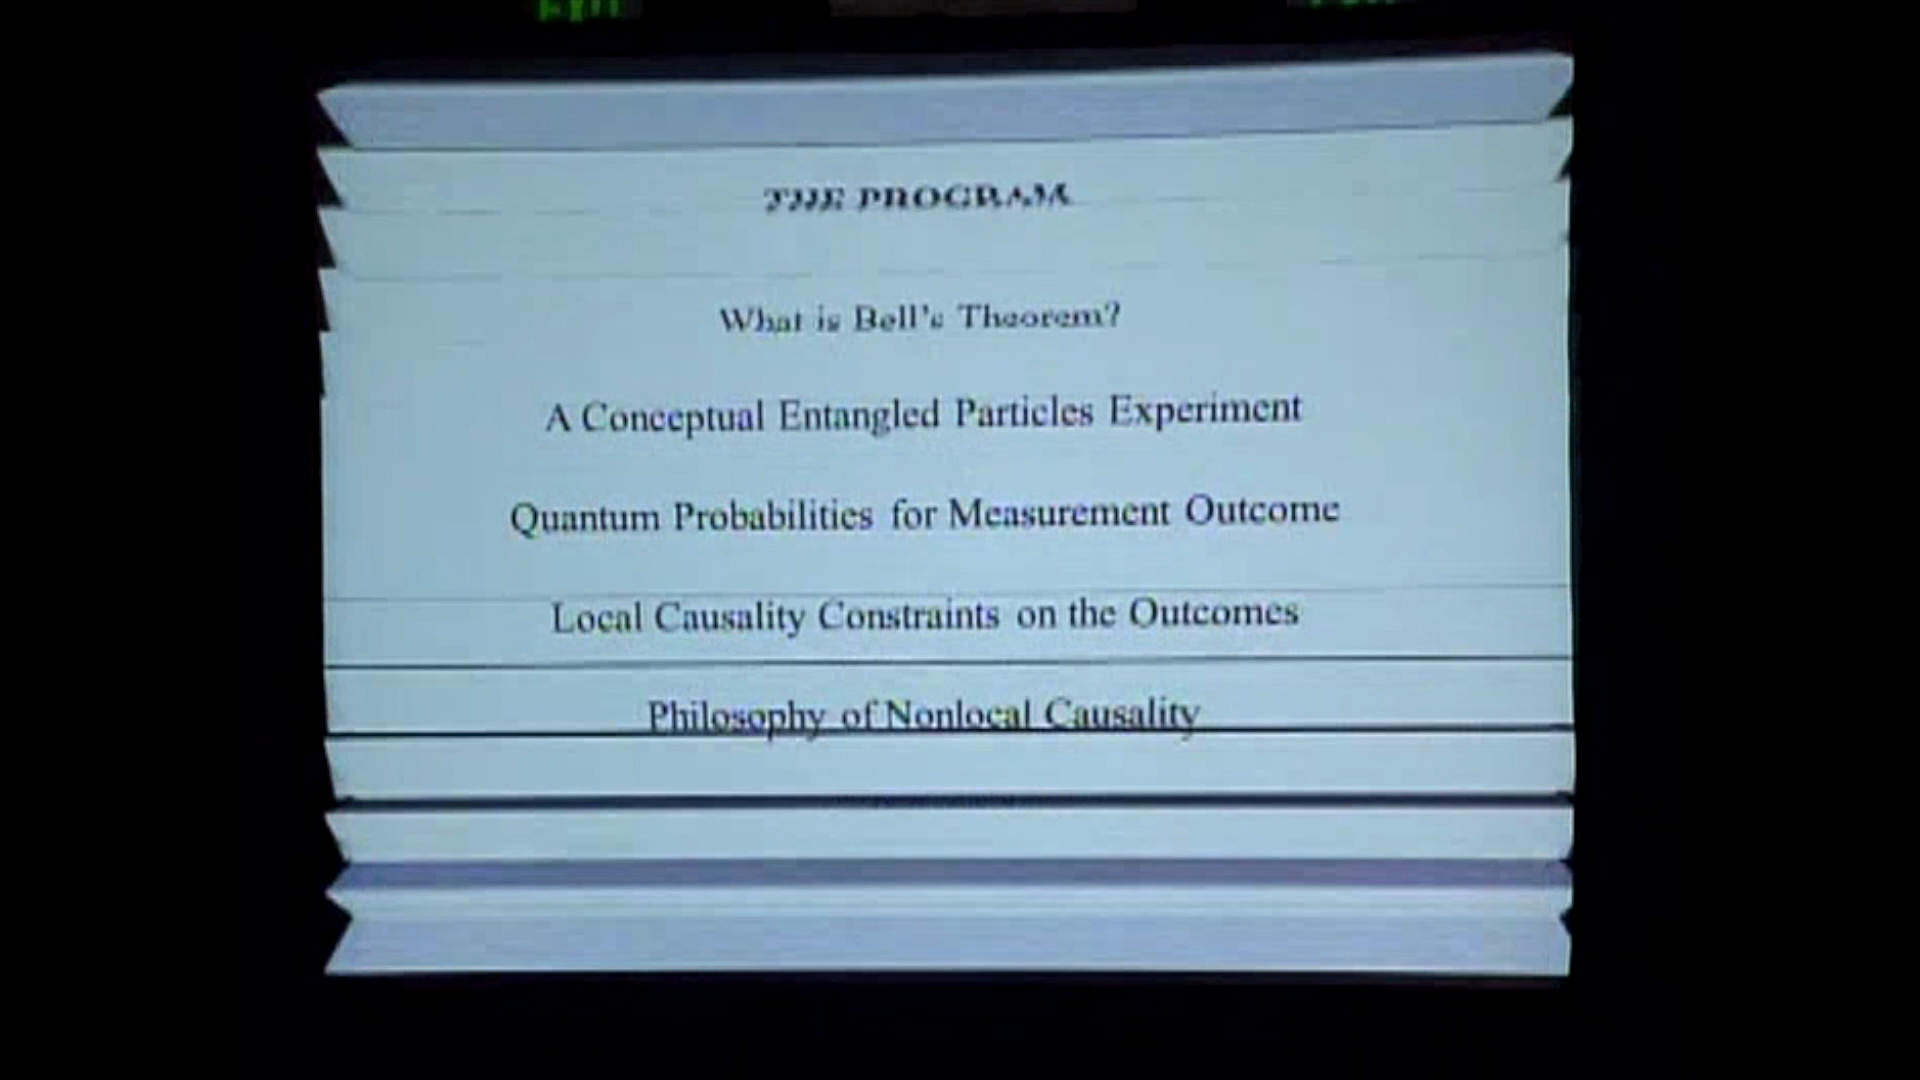 THE PROGRAM
What is Bell's Theorem?
A Conceptual Entangled Particles Experiment
Quantum Probabilities for Measurement Outcome
Local Causality Constraints on the Outcomes
Philosophy of Nonlocal Causality